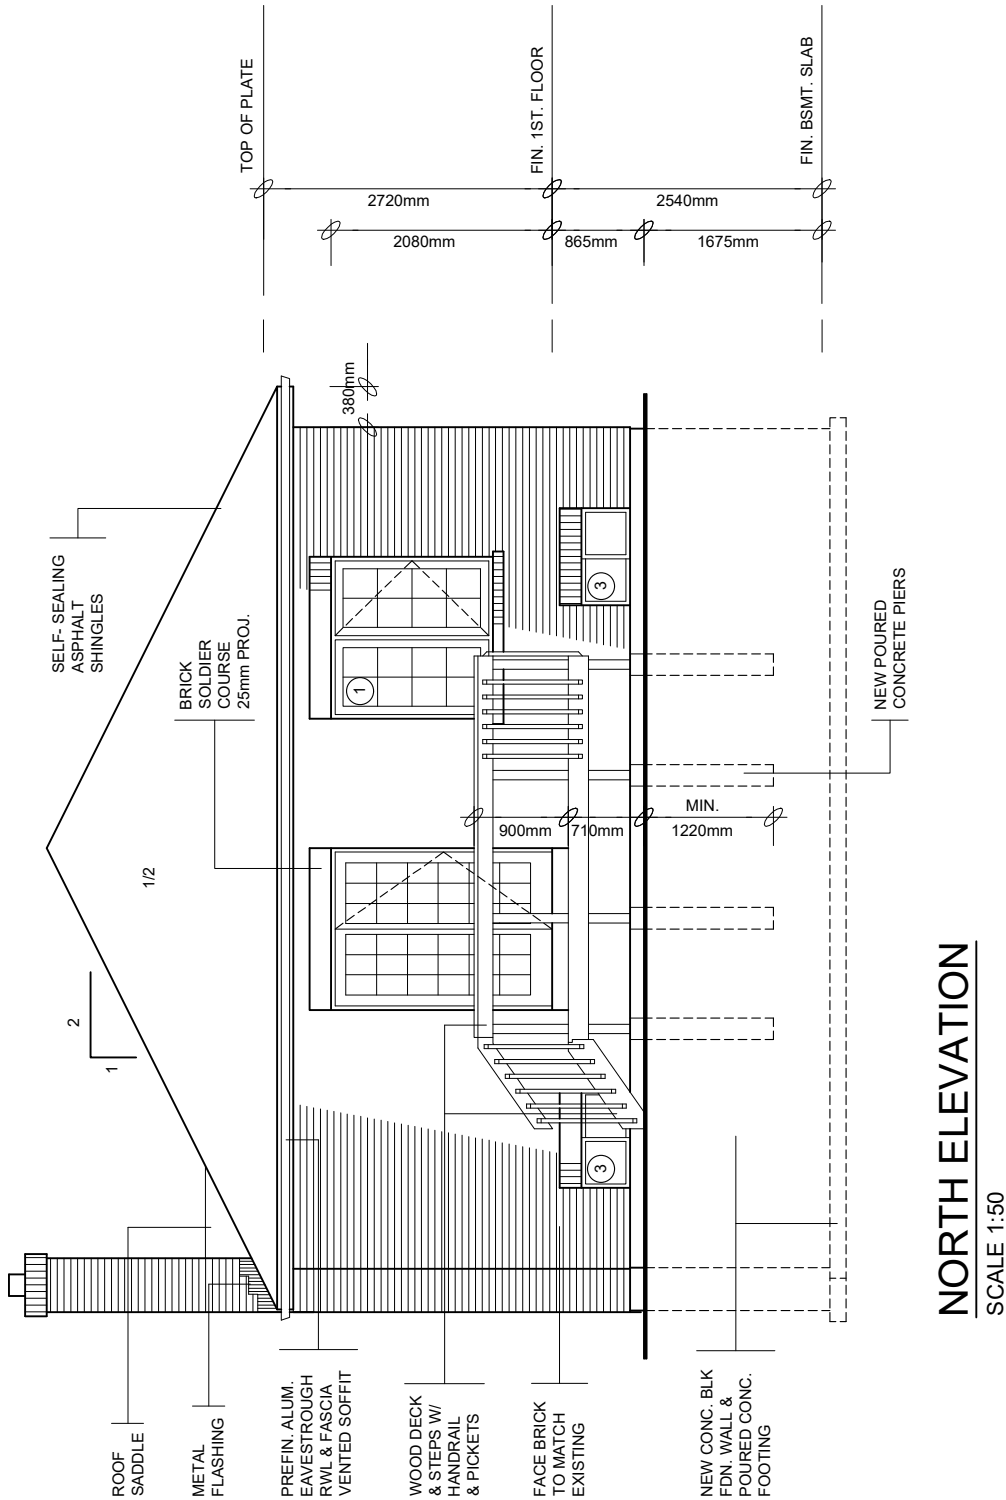 SELF- SEALING
ASPHALT
SHINGLES
BRICK
SOLDIER
COURSE
25mm PROJ.
2
1
1/2
ROOF
SADDLE
METAL
FLASHING
PREFIN. ALUM.
EAVESTROUGH
RWL & FASCIA
VENTED SOFFIT
WOOD DECK
& STEPS W/
HANDRAIL
& PICKETS
FACE BRICK
TO MATCH
EXISTING
NEW CONC. BLK
FDN. WALL &
POURED CONC.
FOOTING
NEW POURED
CONCRETE PIERS
1
3
3
900mm
710mm
MIN.
1220mm
380mm
TOP OF PLATE
2720mm
2080mm
FIN. 1ST. FLOOR
2540mm
865mm
1675mm
FIN. BSMT. SLAB
NORTH ELEVATION
SCALE 1:50